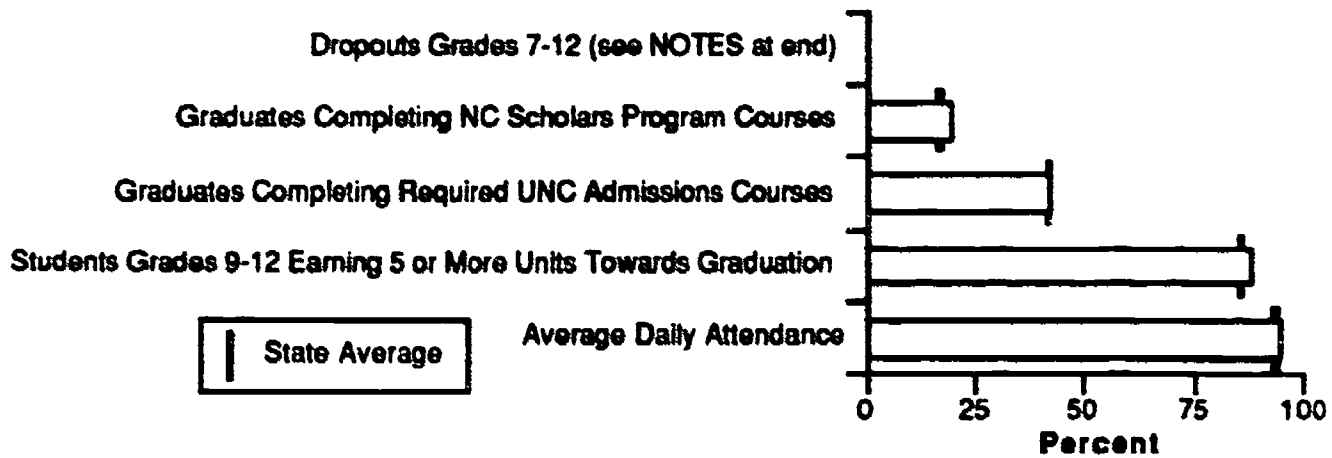 Dropouts Grades 7-12 (see NOTES at end)
Graduates Completing NC Scholars Program Courses
Graduates Completing Required UNC Admissions Courses
Students Grades 9-12 Earning 5 or More Units Towards Graduation
Average Daily Attendance
State Average
0 25 50 75 100
Percent